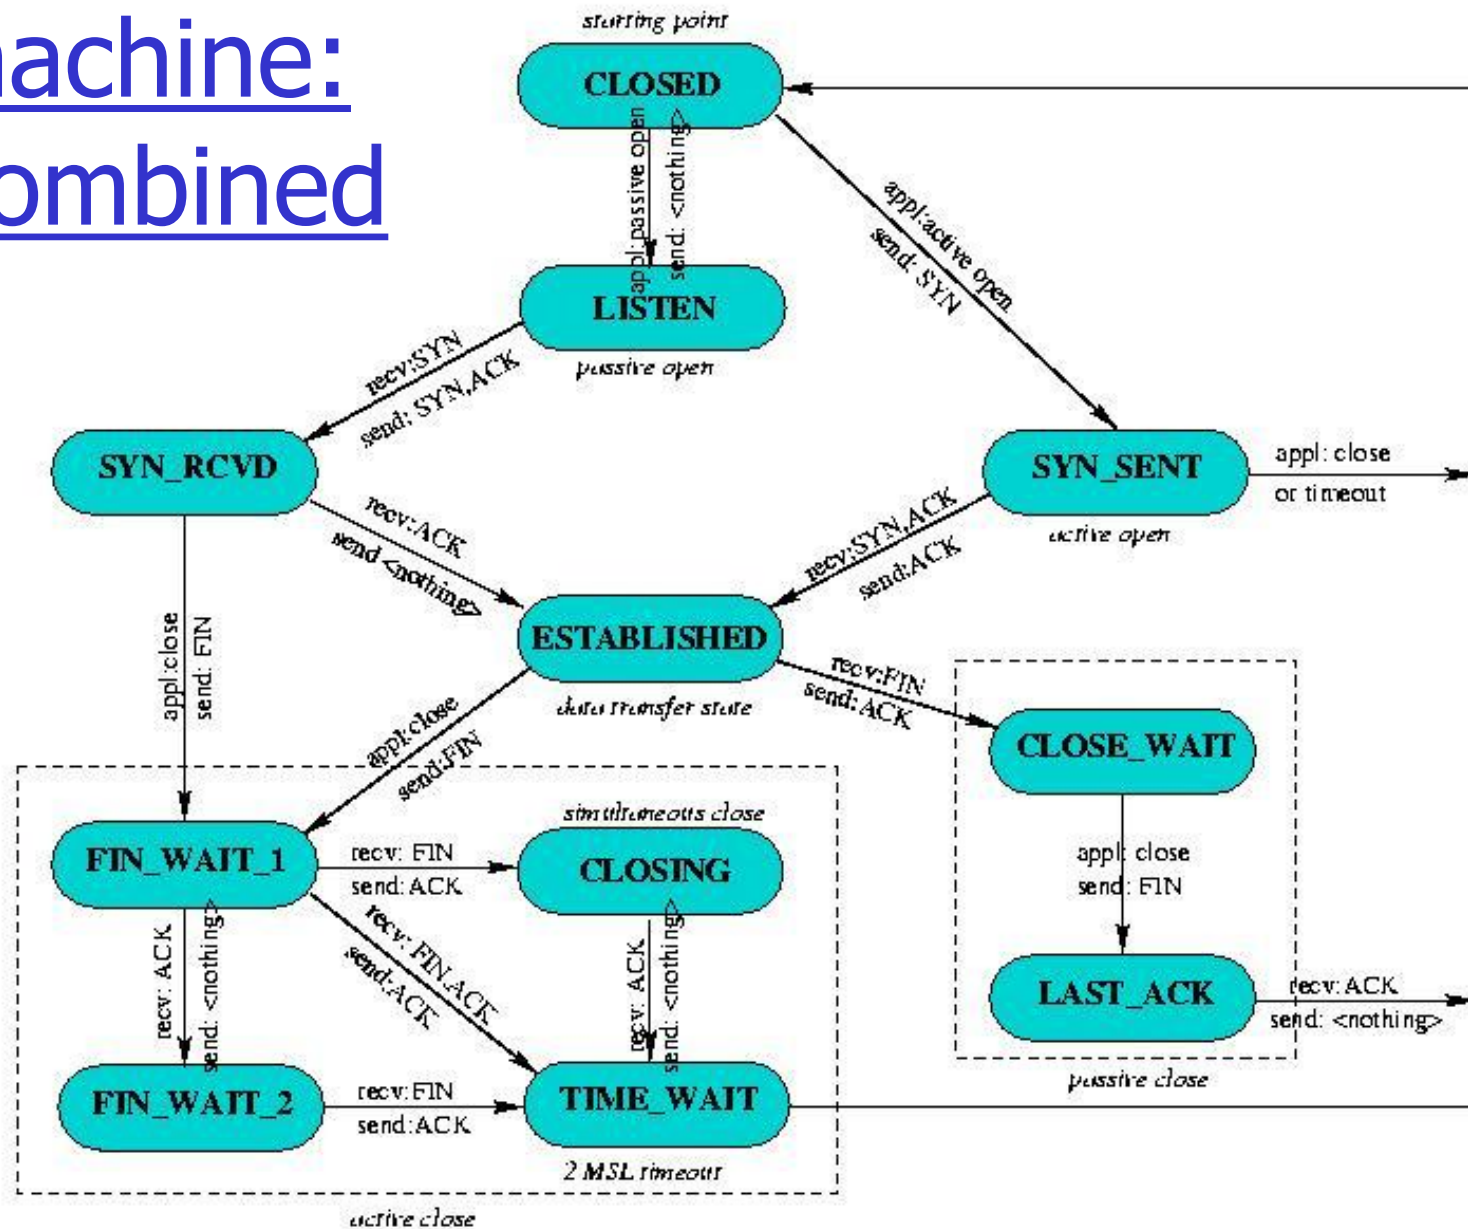 nachine:
ombined
starting point
CLOSED
appl:passive open
send: <nothing>
appl:active open
send: SYN
LISTEN
passive open
recv:SYN
send: SYN,ACK
SYN_RCVD
SYN_SENT
active open
appl: close
or timeout
recv:ACK
send <nothing>
recv:SYN,ACK
send:ACK
appl:close
send: FIN
ESTABLISHED
data transfer state
recv:FIN
send:ACK
appl:close
send:FIN
CLOSE_WAIT
appl: close
send: FIN
LAST_ACK
recv:ACK
send: <nothing>
passive close
simultaneous close
FIN_WAIT_1
recv: FIN
send:ACK
CLOSING
recv: ACK
send: <nothing>
recv: FIN,ACK
send:ACK
recv: ACK
send: <nothing>
FIN_WAIT_2
recv:FIN
send:ACK
TIME_WAIT
2 MSL timeout
active close